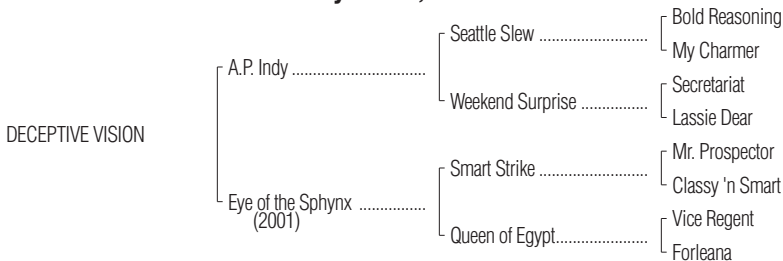 Bold Reasoning
Seattle Slew ..........................
My Charmer
A.P. Indy ................................
Secretariat
Weekend Surprise ................
Lassie Dear
DECEPTIVE VISION
Mr. Prospector
Smart Strike ..........................
Classy 'n Smart
Eye of the Sphynx ................
(2001)
Vice Regent
Queen of Egypt......................
Forleana